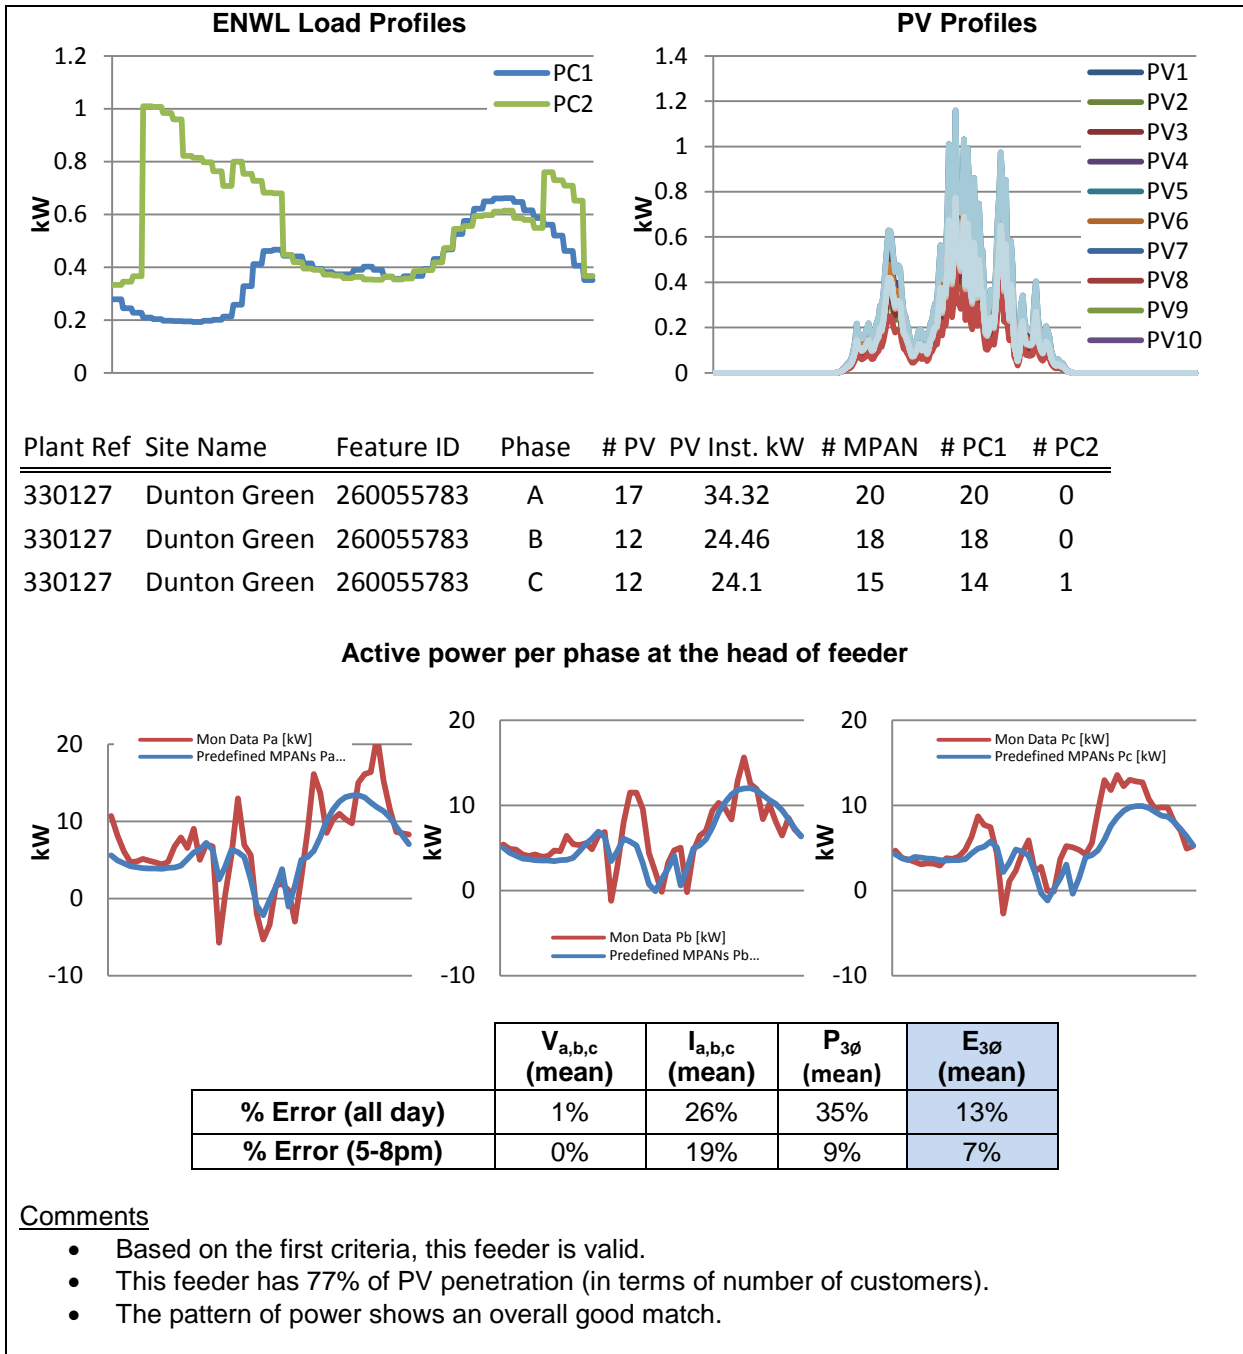 ENWL Load Profiles
1.2
1
0.8
0.6
0.4
0.2
0
kW
PC1
PC2
PV Profiles
1.4
1.2
1
0.8
0.6
0.4
0.2
0
kW
PV1
PV2
PV3
PV4
PV5
PV6
PV7
PV8
PV9
PV10
Plant Ref Site Name Feature ID Phase # PV PV Inst. kW # MPAN # PC1 # PC2
330127 Dunton Green 260055783 A 17 34.32 20 20 0
330127 Dunton Green 260055783 B 12 24.46 18 18 0
330127 Dunton Green 260055783 C 12 24.1 15 14 1
Active power per phase at the head of feeder
20
10
0
-10
kW
Mon Data Pa [kW]
Predefined MPANs Pa...
20
10
0
-10
kW
Mon Data Pb [kW]
Predefined MPANs Pb...
20
10
0
-10
kW
Mon Data Pc [kW]
Predefined MPANs Pc [kW]
Va,b,c Ia,b,c P3Ø E3Ø
(mean) (mean) (mean) (mean)
% Error (all day) 1% 26% 35% 13%
% Error (5-8pm) 0% 19% 9% 7%
Comments
• Based on the first criteria, this feeder is valid.
• This feeder has 77% of PV penetration (in terms of number of customers).
• The pattern of power shows an overall good match.